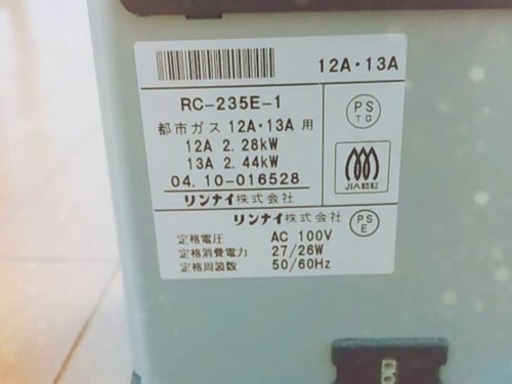 12A・13A
RC-235E-1
都市ガス 12A・13A 用
12A 2.28kW
13A 2.44kW
04.10-016528
リンナイ株式会社
PS
TG
JIA認証
リンナイ株式会社
PS
E
定格電圧 AC 100V
定格消費電力 27/26W
定格周波数 50/60Hz